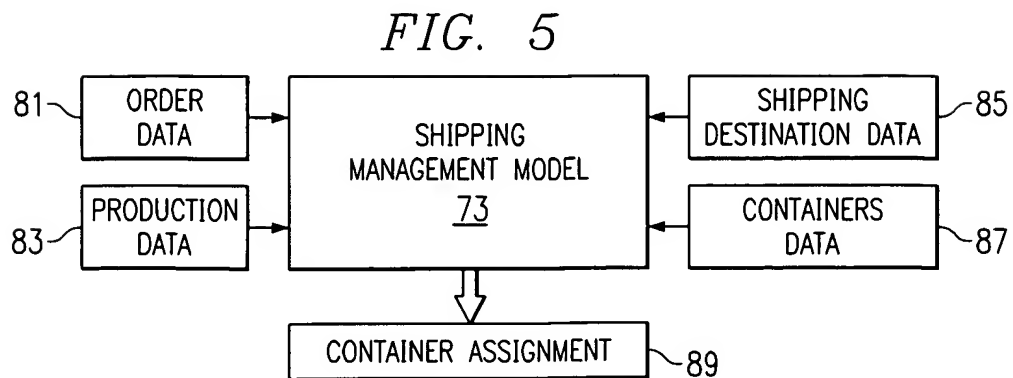 FIG. 5
81
ORDER
DATA
83
PRODUCTION
DATA
SHIPPING
MANAGEMENT MODEL
73
SHIPPING
DESTINATION DATA
85
CONTAINERS
DATA
87
CONTAINER ASSIGNMENT
89